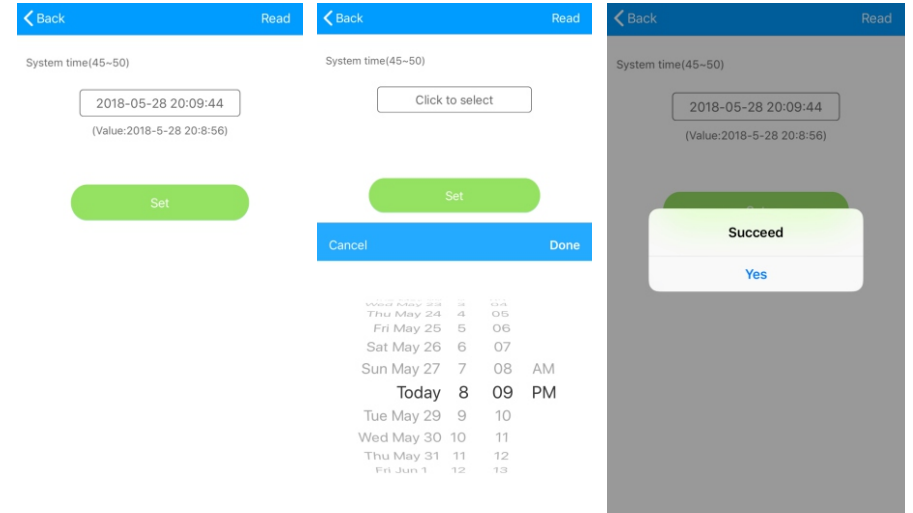 Back Read
System time(45~50)
2018-05-28 20:09:44
(Value:2018-5-28 20:8:56)
Set
Back Read
System time(45~50)
Click to select
Set
Cancel Done
Wed May 23 3 04
Thu May 24 4 05
Fri May 25 5 06
Sat May 26 6 07
Sun May 27 7 08 AM
Today 8 09 PM
Tue May 29 9 10
Wed May 30 10 11
Thu May 31 11 12
Fri Jun 1 12 13
Back Read
System time(45~50)
2018-05-28 20:09:44
(Value:2018-5-28 20:8:56)
Succeed
Yes